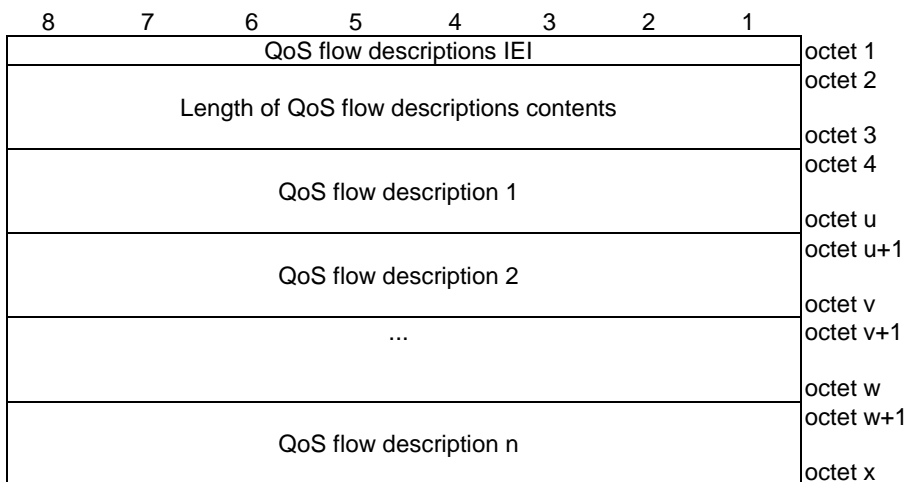 8 7 6 5 4 3 2 1
QoS flow descriptions IEI octet 1
octet 2
Length of QoS flow descriptions contents
octet 3
octet 4
QoS flow description 1
octet u
octet u+1
QoS flow description 2
octet v
... octet v+1
octet w
octet w+1
QoS flow description n
octet x